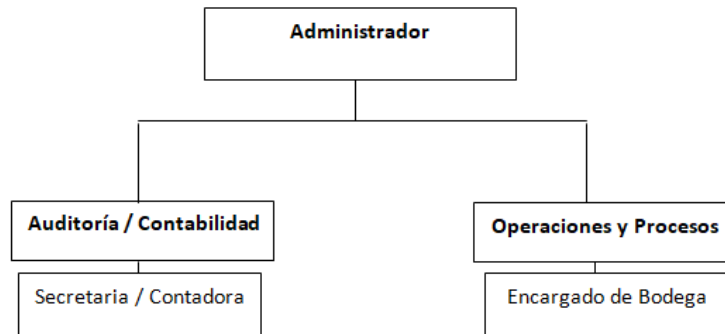 Administrador
Auditoría / Contabilidad
Operaciones y Procesos
Secretaria / Contadora
Encargado de Bodega